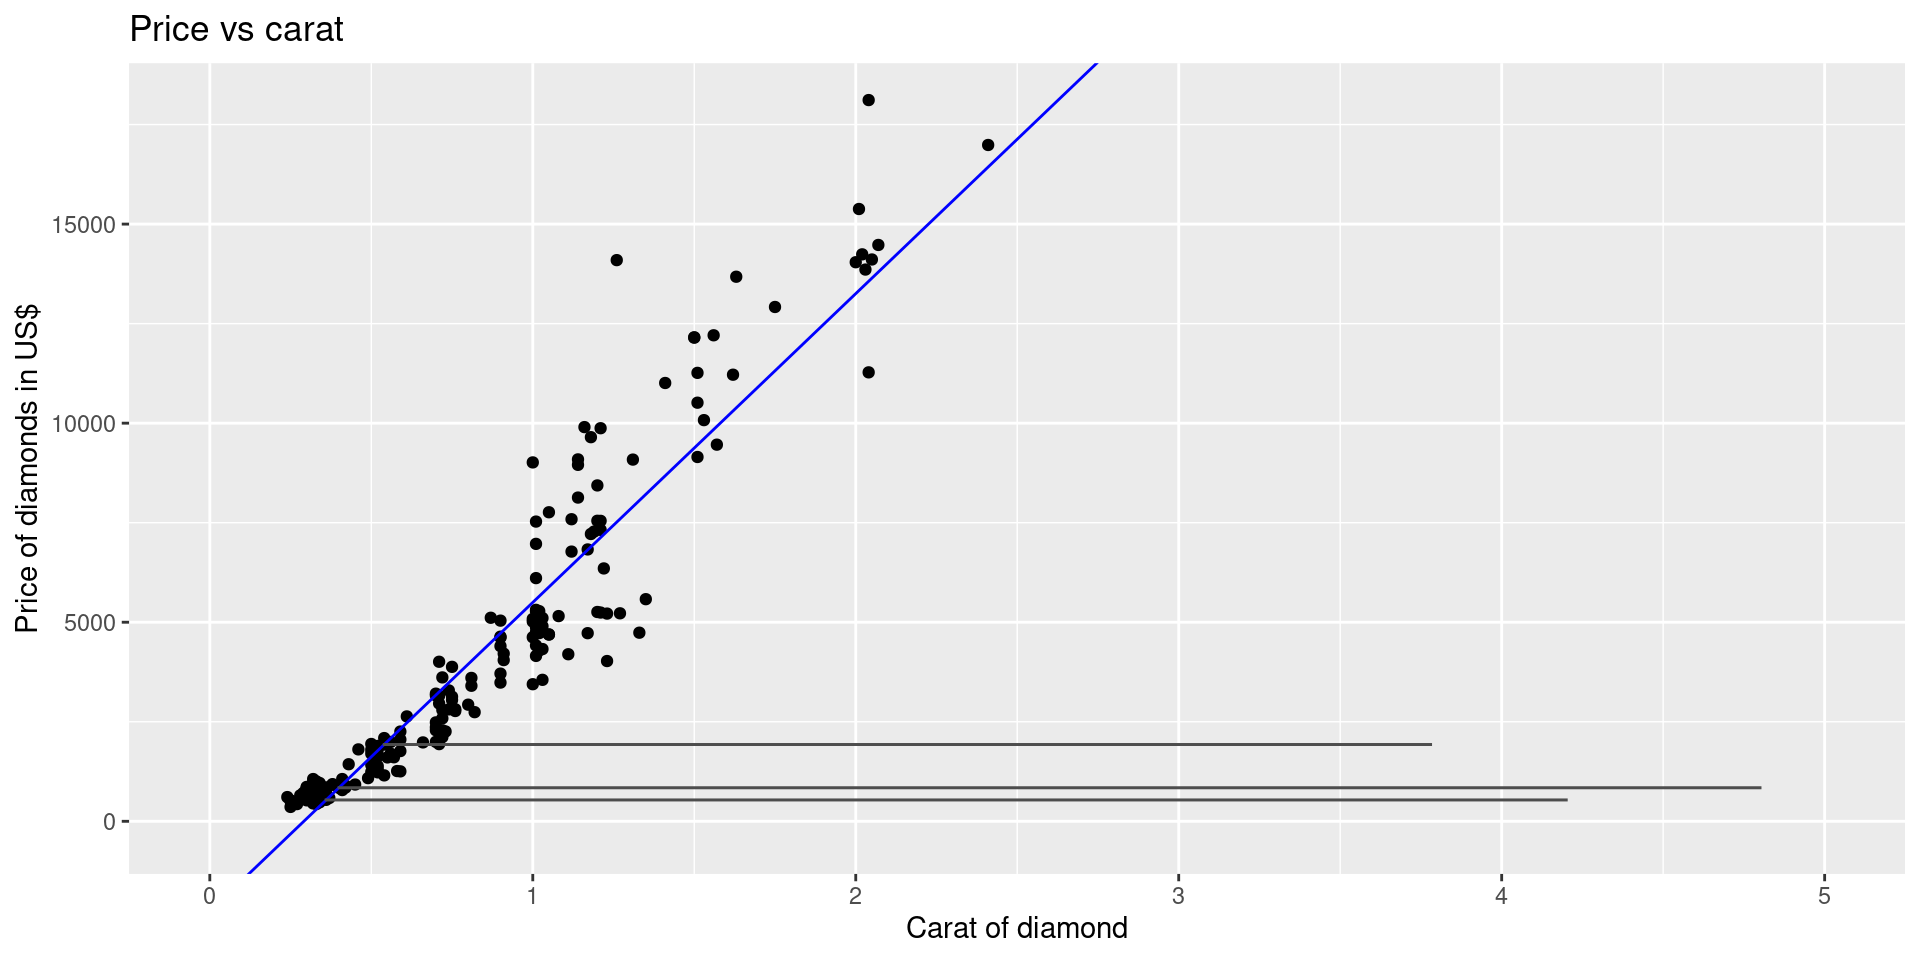 Price vs carat
Price of diamonds in US$
15000
10000
5000
0
0 1 2 3 4 5
Carat of diamond